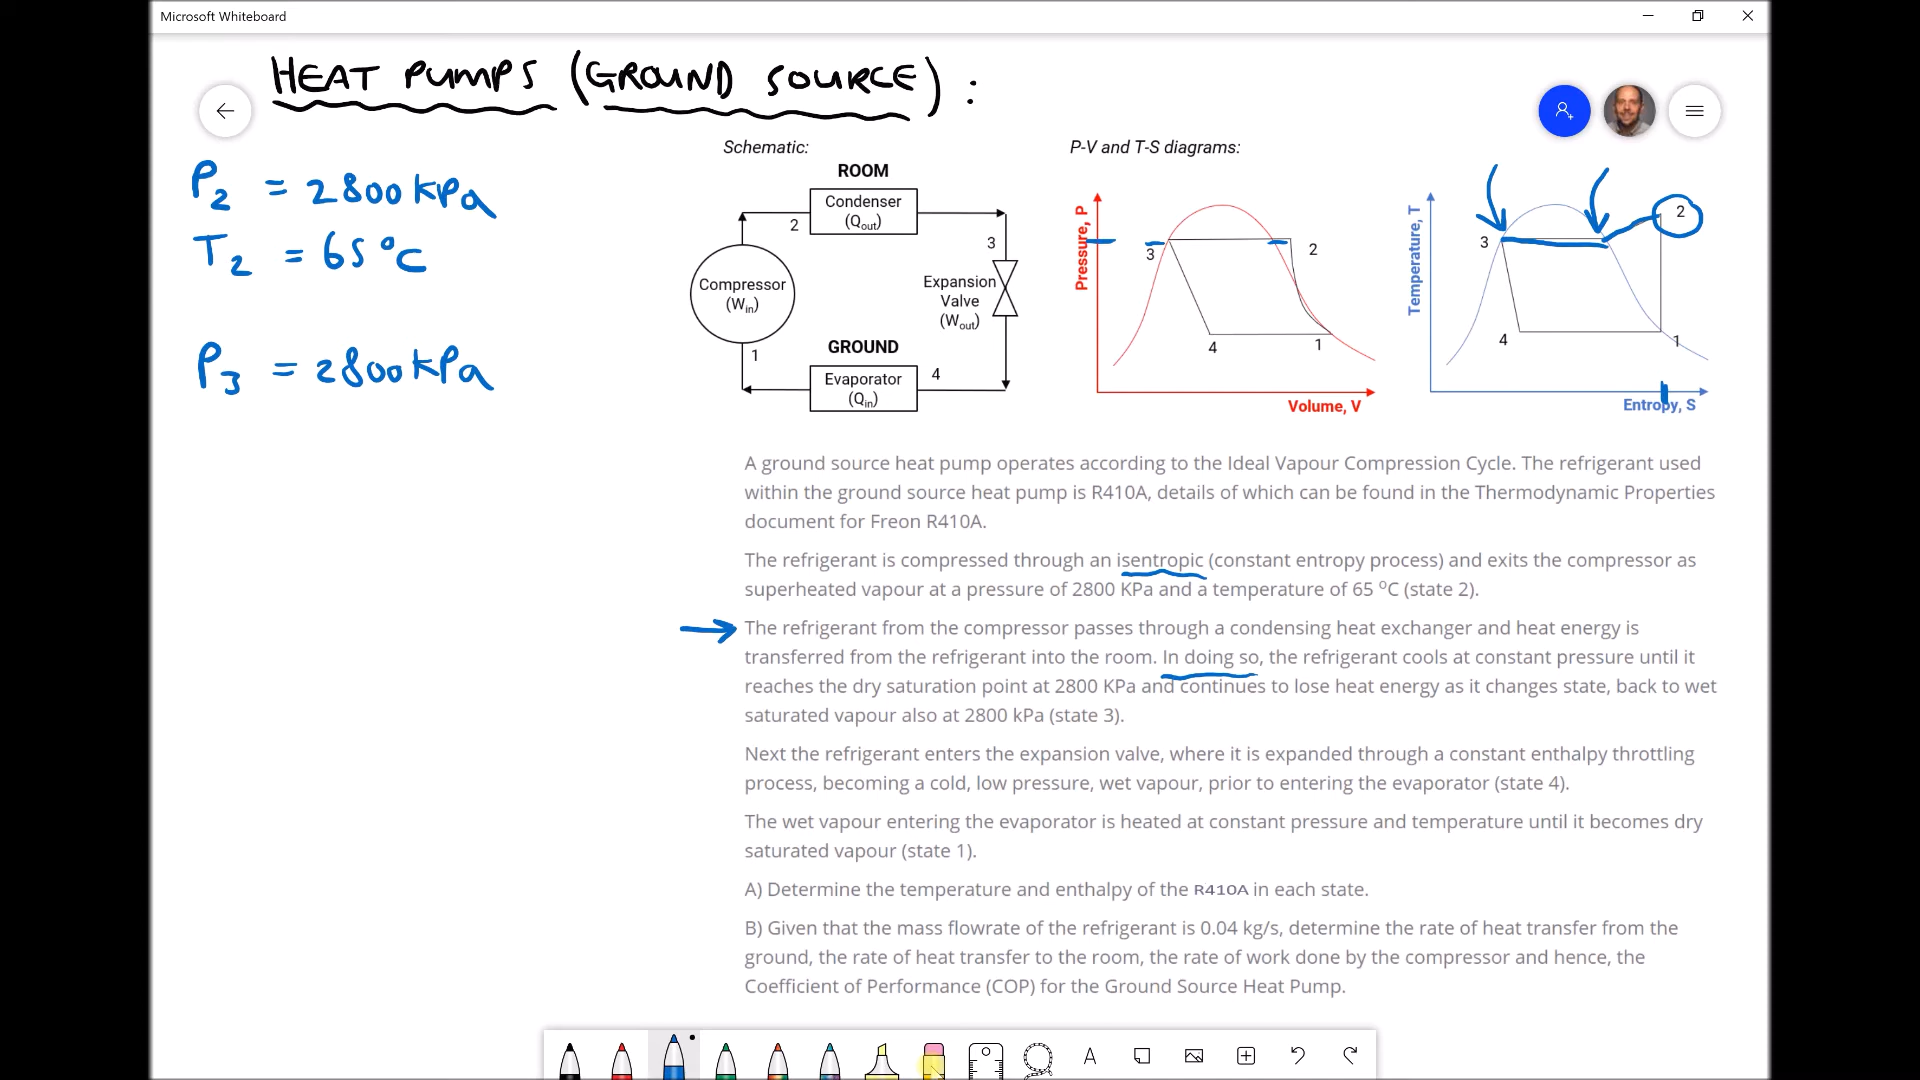 Microsoft Whiteboard
HEAT PUMPS (GROUND SOURCE) :
P2 = 2800kPa
T2 = 65°C
P3 = 2800kPa
Schematic:
ROOM
Condenser
(Qout)
2
3
Compressor
(Win)
Expansion
Valve
(Wout)
1
GROUND
4
Evaporator
(Qin)
P-V and T-S diagrams:
Pressure, P
3
2
4
1
Volume, V
Temperature, T
2
3
4
1
Entropy, S
A ground source heat pump operates according to the Ideal Vapour Compression Cycle. The refrigerant used
within the ground source heat pump is R410A, details of which can be found in the Thermodynamic Properties
document for Freon R410A.
The refrigerant is compressed through an isentropic (constant entropy process) and exits the compressor as
superheated vapour at a pressure of 2800 KPa and a temperature of 65 ⁰C (state 2).
The refrigerant from the compressor passes through a condensing heat exchanger and heat energy is
transferred from the refrigerant into the room. In doing so, the refrigerant cools at constant pressure until it
reaches the dry saturation point at 2800 KPa and continues to lose heat energy as it changes state, back to wet
saturated vapour also at 2800 kPa (state 3).
Next the refrigerant enters the expansion valve, where it is expanded through a constant enthalpy throttling
process, becoming a cold, low pressure, wet vapour, prior to entering the evaporator (state 4).
The wet vapour entering the evaporator is heated at constant pressure and temperature until it becomes dry
saturated vapour (state 1).
A) Determine the temperature and enthalpy of the R410A in each state.
B) Given that the mass flowrate of the refrigerant is 0.04 kg/s, determine the rate of heat transfer from the
ground, the rate of heat transfer to the room, the rate of work done by the compressor and hence, the
Coefficient of Performance (COP) for the Ground Source Heat Pump.
A